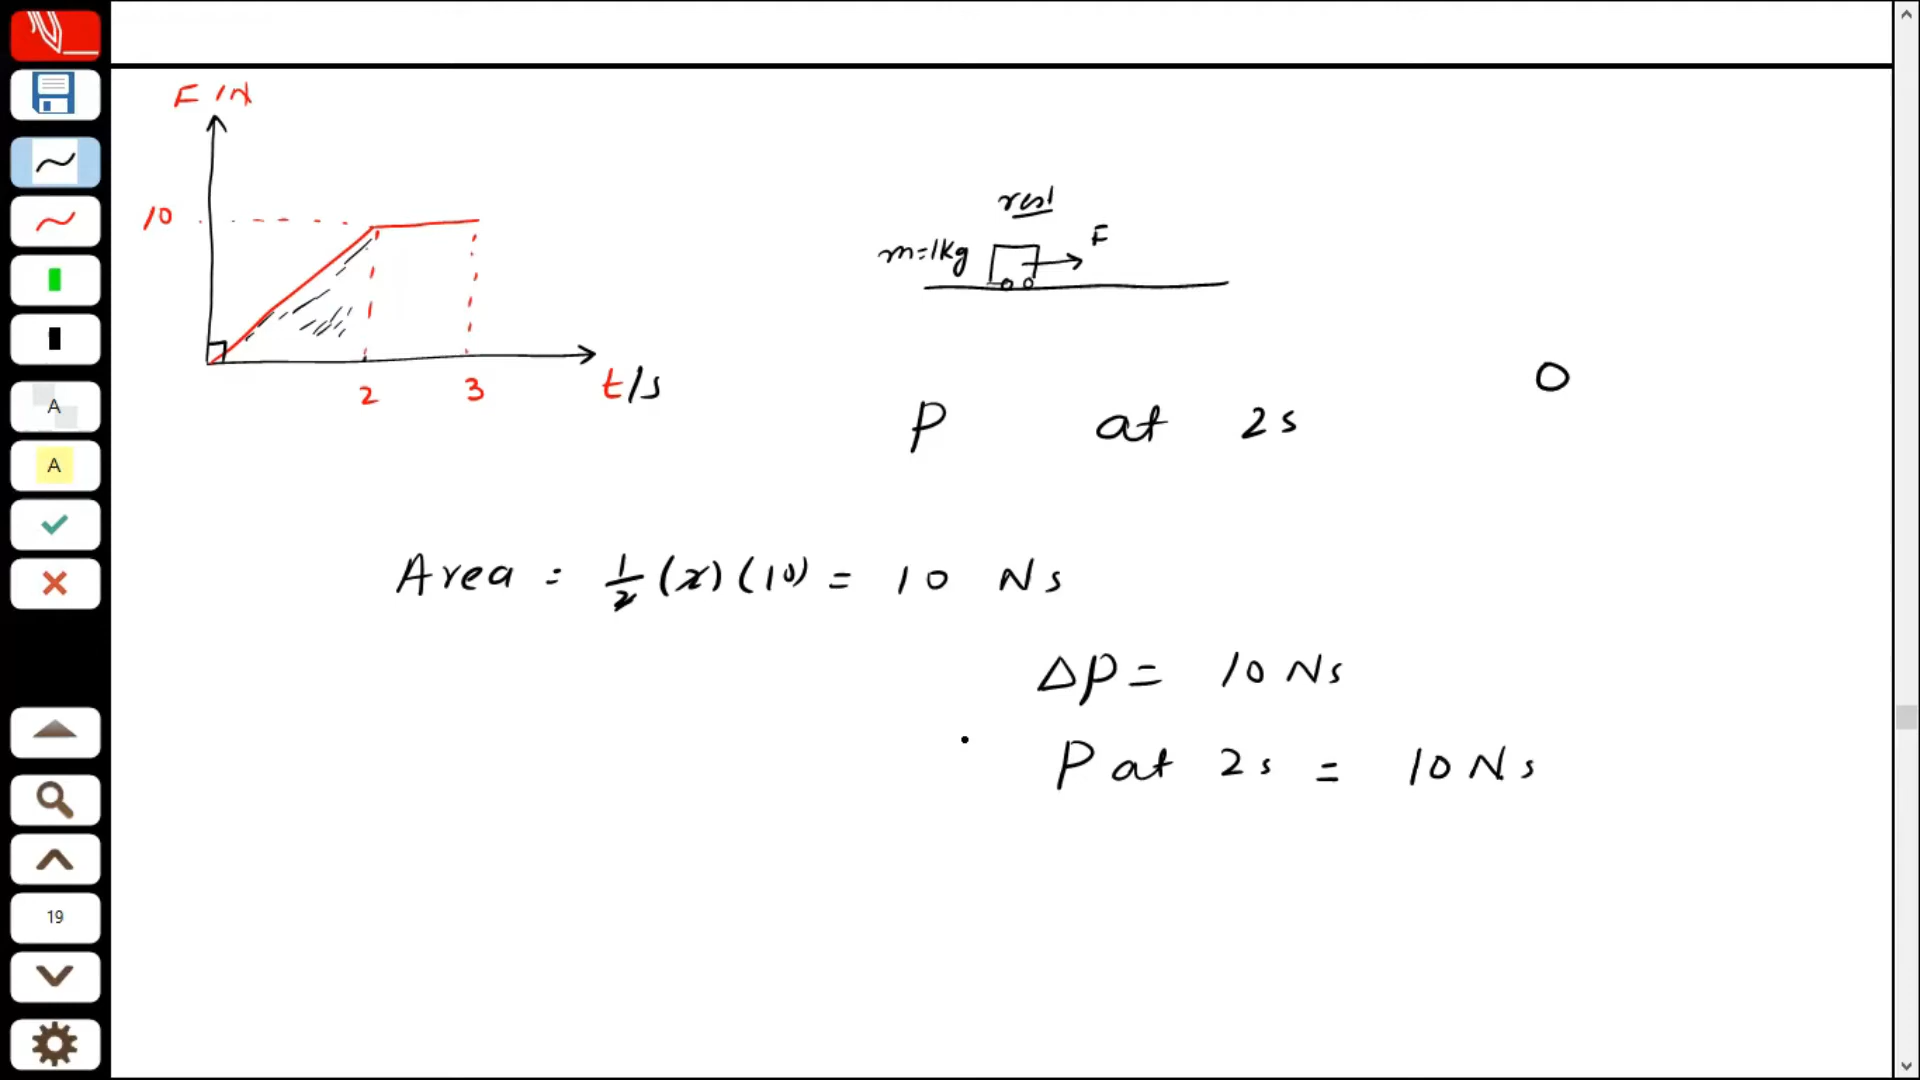 F/N
10
2
3
t/s
rest
m=1kg
F
0
P at 2s
Area = 1/2 (2)(10) = 10 Ns
ΔP = 10 Ns
P at 2s = 10 Ns
A
A
19